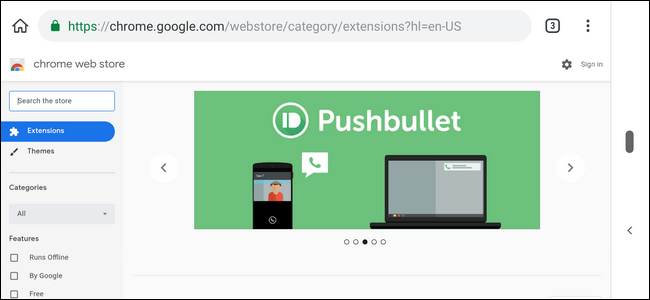 https://chrome.google.com/webstore/category/extensions?hl=en-US
3
chrome web store
Sign in
Search the store
Extensions
Themes
Pushbullet
Categories
All
Features
Runs Offline
By Google
Free